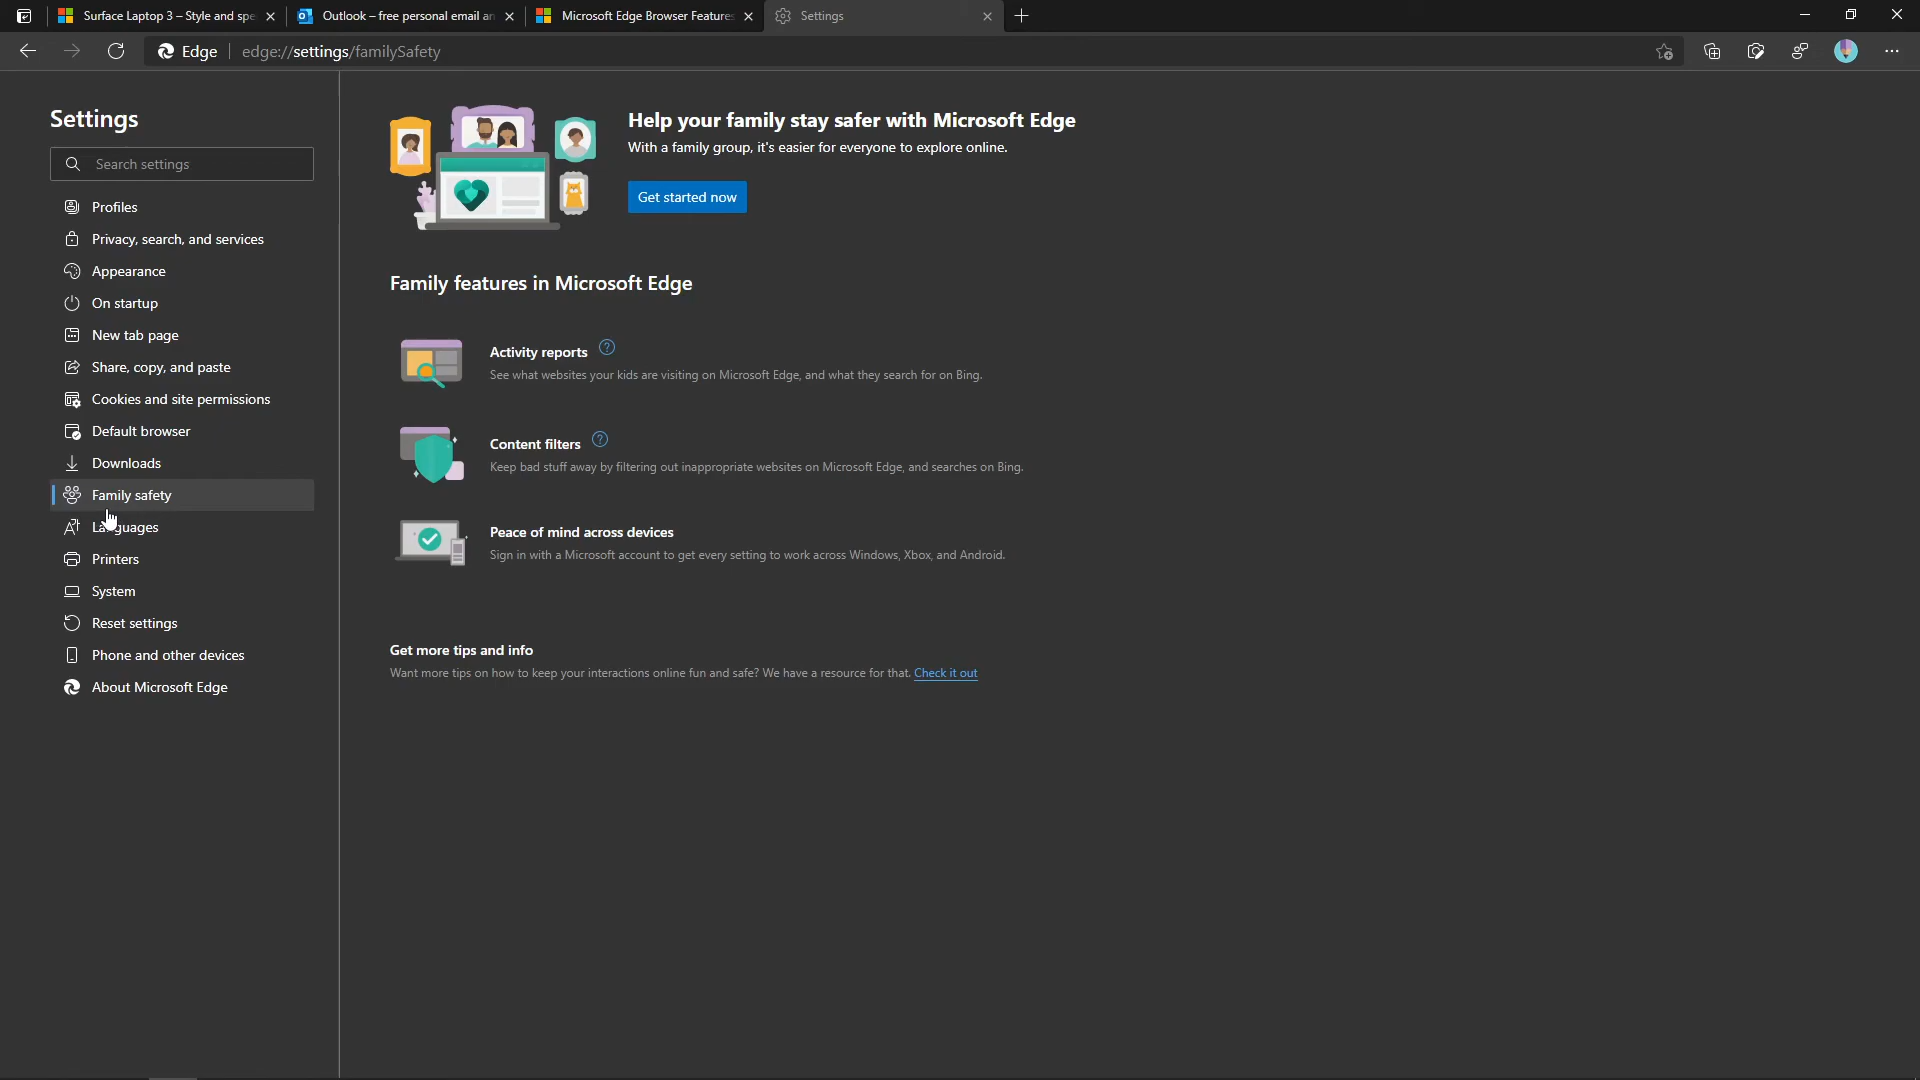 Surface Laptop 3 – Style and spe
Outlook – free personal email an
Microsoft Edge Browser Features
Settings
Edge
edge://settings/familySafety
Settings
Search settings
Profiles
Privacy, search, and services
Appearance
On startup
New tab page
Share, copy, and paste
Cookies and site permissions
Default browser
Downloads
Family safety
Languages
Printers
System
Reset settings
Phone and other devices
About Microsoft Edge
Help your family stay safer with Microsoft Edge
With a family group, it's easier for everyone to explore online.
Get started now
Family features in Microsoft Edge
Activity reports
See what websites your kids are visiting on Microsoft Edge, and what they search for on Bing.
Content filters
Keep bad stuff away by filtering out inappropriate websites on Microsoft Edge, and searches on Bing.
Peace of mind across devices
Sign in with a Microsoft account to get every setting to work across Windows, Xbox, and Android.
Get more tips and info
Want more tips on how to keep your interactions online fun and safe? We have a resource for that. Check it out